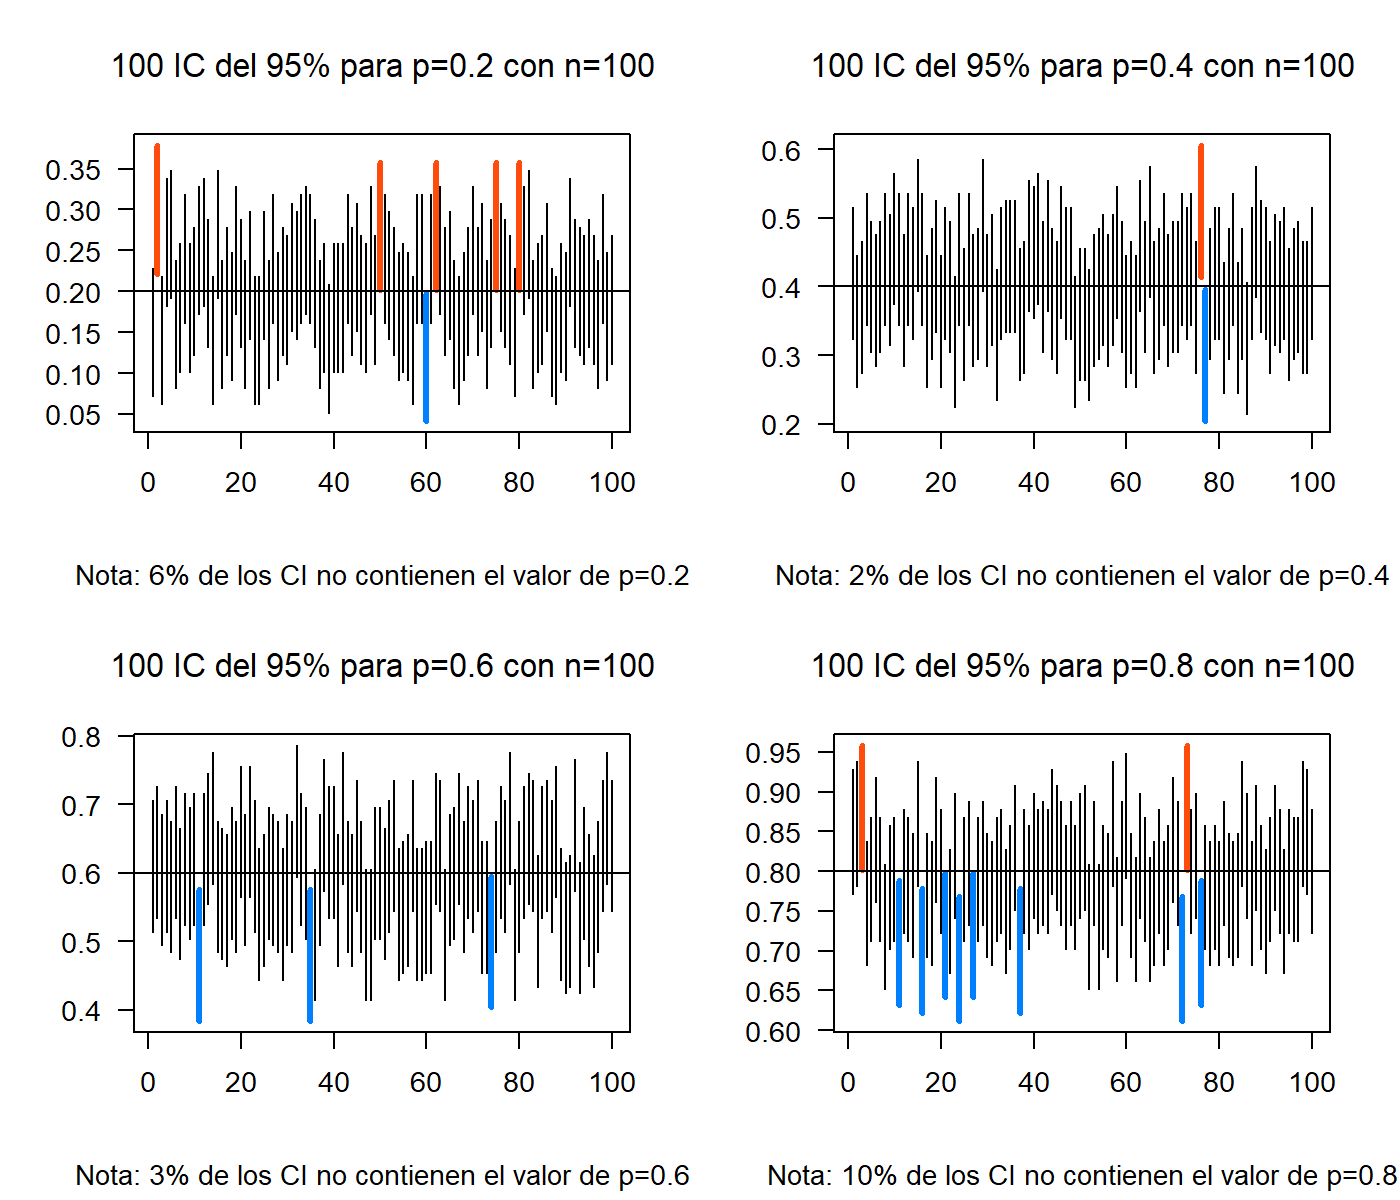 100 IC del 95% para p=0.2 con n=100
0.35
0.30
0.25
0.20
0.15
0.10
0.05
0 20 40 60 80 100
Nota: 6% de los CI no contienen el valor de p=0.2
100 IC del 95% para p=0.4 con n=100
0.6
0.5
0.4
0.3
0.2
0 20 40 60 80 100
Nota: 2% de los CI no contienen el valor de p=0.4
100 IC del 95% para p=0.6 con n=100
0.8
0.7
0.6
0.5
0.4
0 20 40 60 80 100
Nota: 3% de los CI no contienen el valor de p=0.6
100 IC del 95% para p=0.8 con n=100
0.95
0.90
0.85
0.80
0.75
0.70
0.65
0.60
0 20 40 60 80 100
Nota: 10% de los CI no contienen el valor de p=0.8